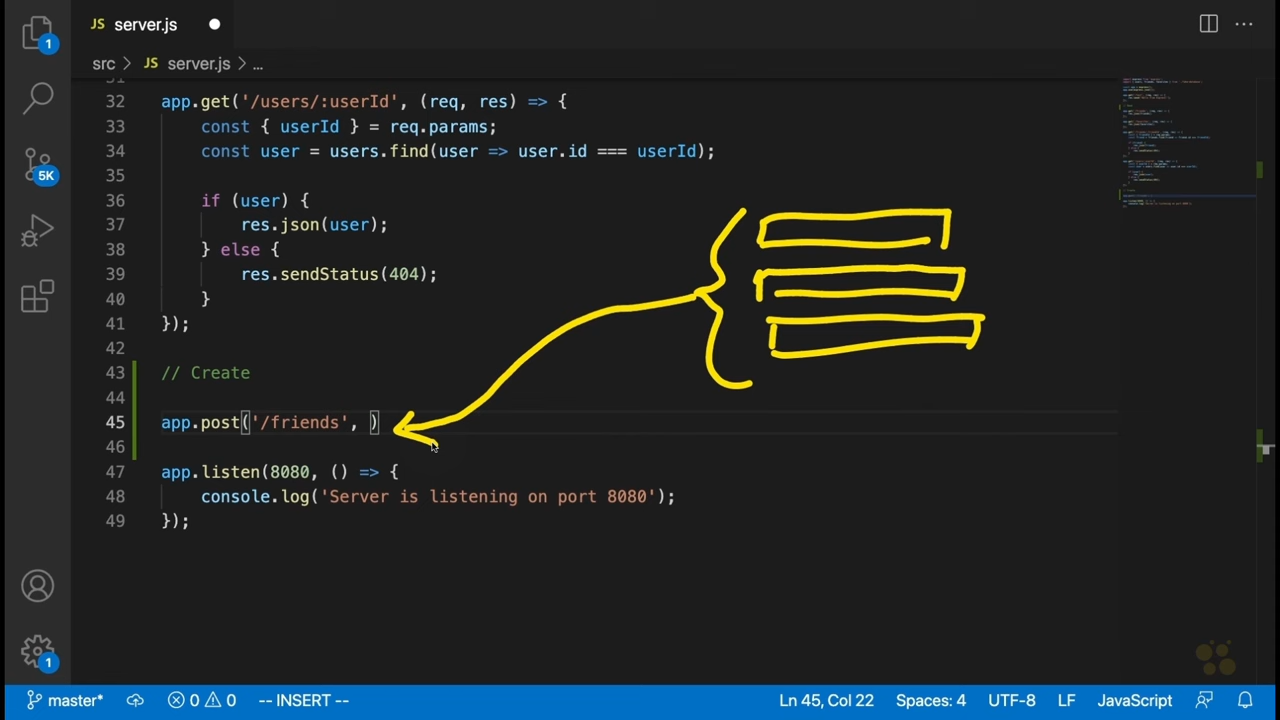 JS server.js
1
src > JS server.js > ...
31
32 app.get('/users/:userId', (req, res) => {
33 const { userId } = req.params;
34 const user = users.find(user => user.id === userId);
35
36 if (user) {
37 res.json(user);
38 } else {
39 res.sendStatus(404);
40 }
41 });
42
43 // Create
44
45 app.post('/friends', )
46
47 app.listen(8080, () => {
48 console.log('Server is listening on port 8080');
49 });
5K
1
master* 0 0 -- INSERT -- Ln 45, Col 22 Spaces: 4 UTF-8 LF JavaScript